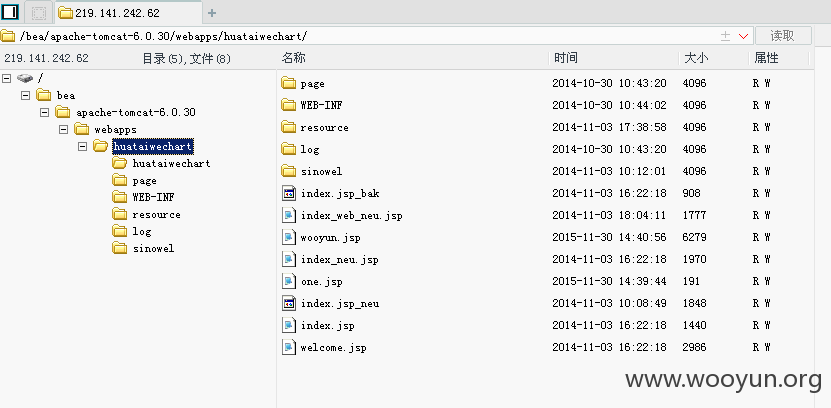 219.141.242.62
/bea/apache-tomcat-6.0.30/webapps/huataiwechart/ 读取
219.141.242.62 目录(5),文件(8) 名称 时间 大小 属性
/
bea
apache-tomcat-6.0.30
webapps
huataiwechart
huataiwechart
page
WEB-INF
resource
log
sinowel
page 2014-10-30 10:43:20 4096 R W
WEB-INF 2014-10-30 10:44:02 4096 R W
resource 2014-11-03 17:38:58 4096 R W
log 2014-10-30 10:43:20 4096 R W
sinowel 2014-11-03 10:12:01 4096 R W
index.jsp_bak 2014-11-03 16:22:18 908 R W
index_web_neu.jsp 2014-11-03 18:04:11 1777 R W
wooyun.jsp 2015-11-30 14:40:56 6279 R W
index_neu.jsp 2014-11-03 16:22:18 1970 R W
one.jsp 2015-11-30 14:39:44 191 R W
index.jsp_neu 2014-11-03 10:08:49 1848 R W
index.jsp 2014-11-03 16:22:18 1440 R W
welcome.jsp 2014-11-03 16:22:18 2986 R W
www.wooyun.org